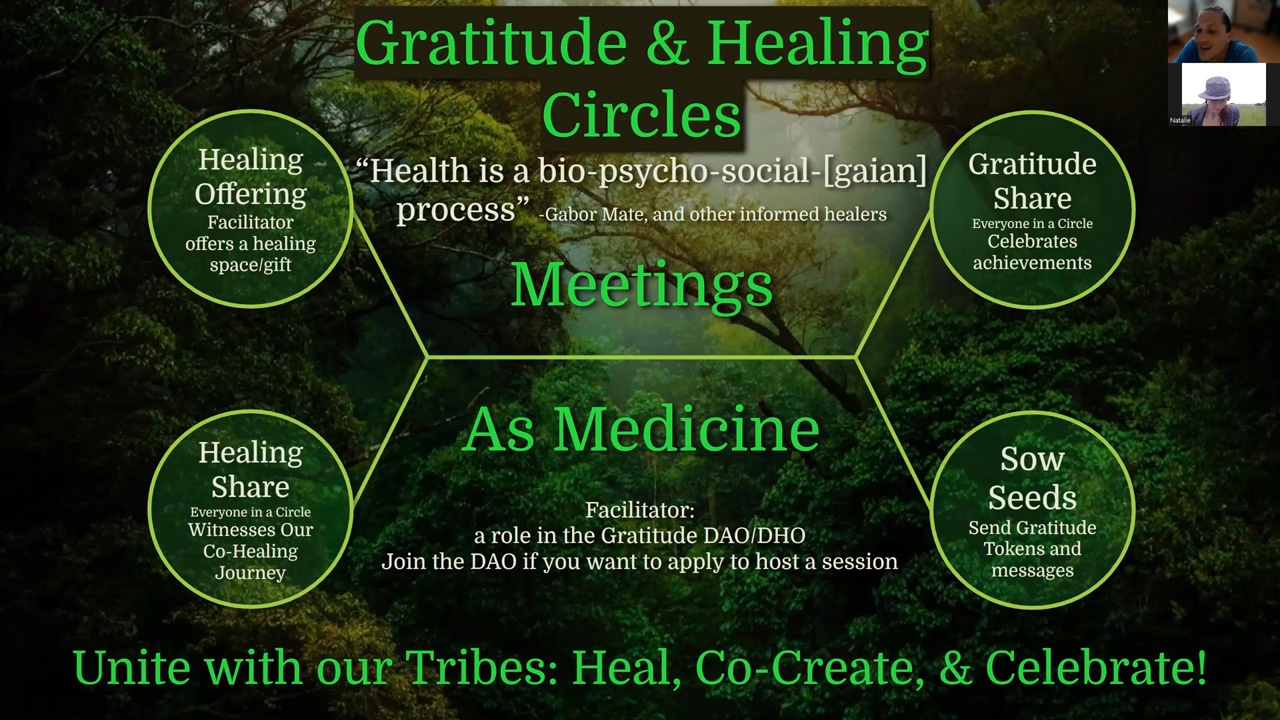 Gratitude & Healing
Circles
“Health is a bio-psycho-social-[gaian]
process” -Gabor Mate, and other informed healers
Healing
Offering
Facilitator
offers a healing
space/gift
Gratitude
Share
Everyone in a Circle
Celebrates
achievements
Meetings
As Medicine
Healing
Share
Everyone in a Circle
Witnesses Our
Co-Healing
Journey
Sow
Seeds
Send Gratitude
Tokens and
messages
Facilitator:
a role in the Gratitude DAO/DHO
Join the DAO if you want to apply to host a session
Unite with our Tribes: Heal, Co-Create, & Celebrate!
Natalie